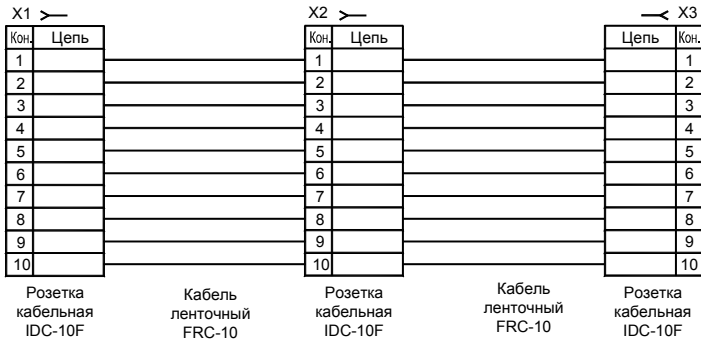 X1 X2 X3
Кон. Цепь Кон. Цепь Цепь Кон.
1 1 1
2 2 2
3 3 3
4 4 4
5 5 5
6 6 6
7 7 7
8 8 8
9 9 9
10 10 10
Розетка
кабельная
IDC-10F
Кабель
ленточный
FRC-10
Розетка
кабельная
IDC-10F
Кабель
ленточный
FRC-10
Розетка
кабельная
IDC-10F